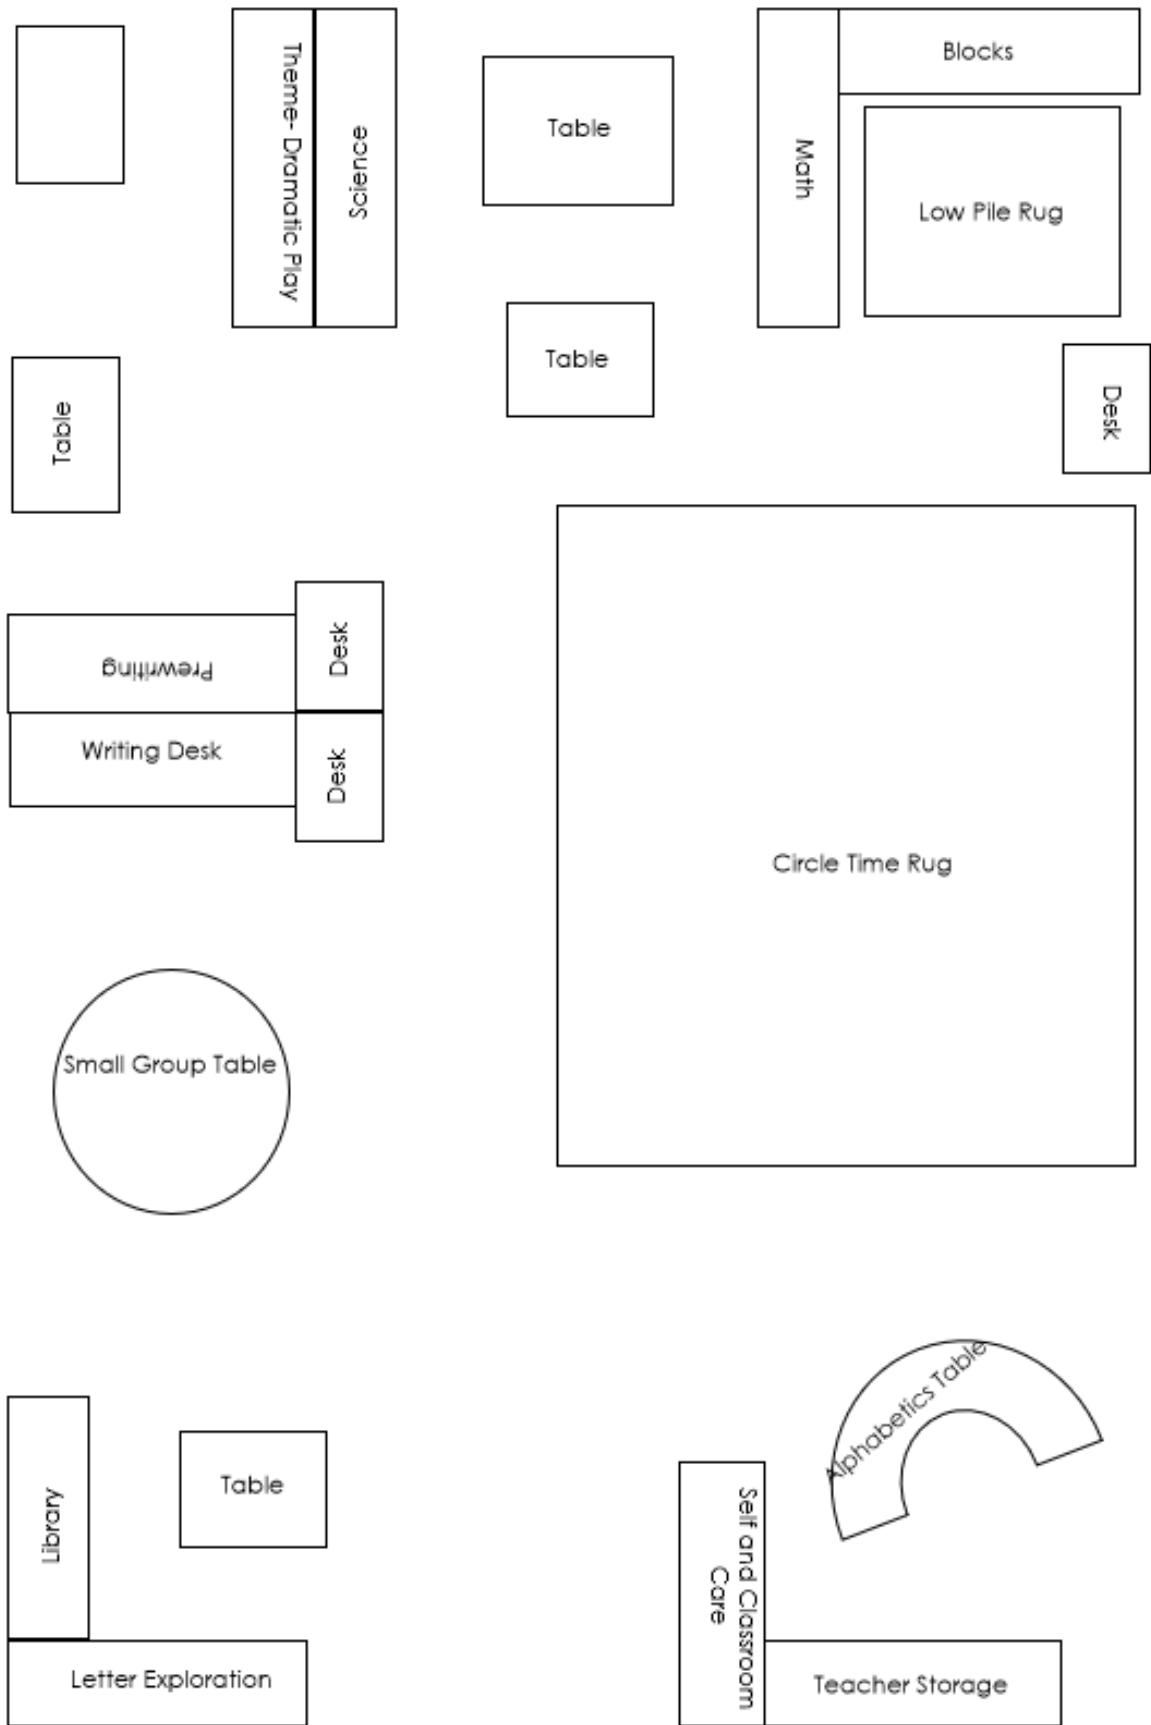 Blocks
Theme- Dramatic Play
Science
Table
Math
Low Pile Rug
Table
Desk
Table
Prewriting
Desk
Writing Desk
Desk
Circle Time Rug
Small Group Table
Alphabetics Table
Library
Table
Self and Classroom
Care
Letter Exploration
Teacher Storage